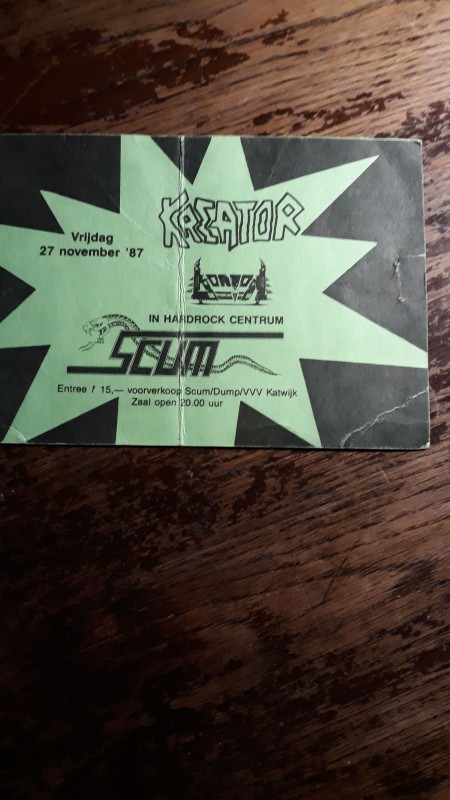 KREATOR
Vrijdag
27 november '87
VOIVOD
IN HARDROCK CENTRUM
SCUM
Entree f 15,— voorverkoop Scum/Dump/VVV Katwijk
Zaal open 20.00 uur